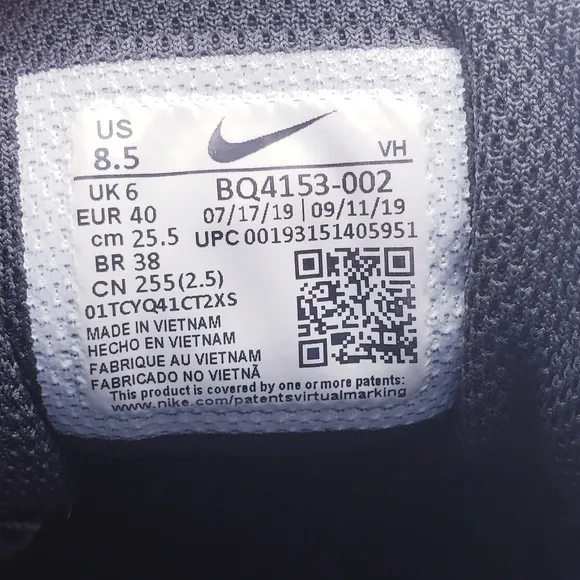 US
8.5
VH
UK 6
BQ4153-002
EUR 40
07/17/19 | 09/11/19
cm 25.5
UPC 00193151405951
BR 38
CN 255(2.5)
01TCYQ41CT2XS
MADE IN VIETNAM
HECHO EN VIETNAM
FABRIQUE AU VIETNAM
FABRICADO NO VIETNÃ
This product is covered by one or more patents:
www.nike.com/patentsvirtualmarking